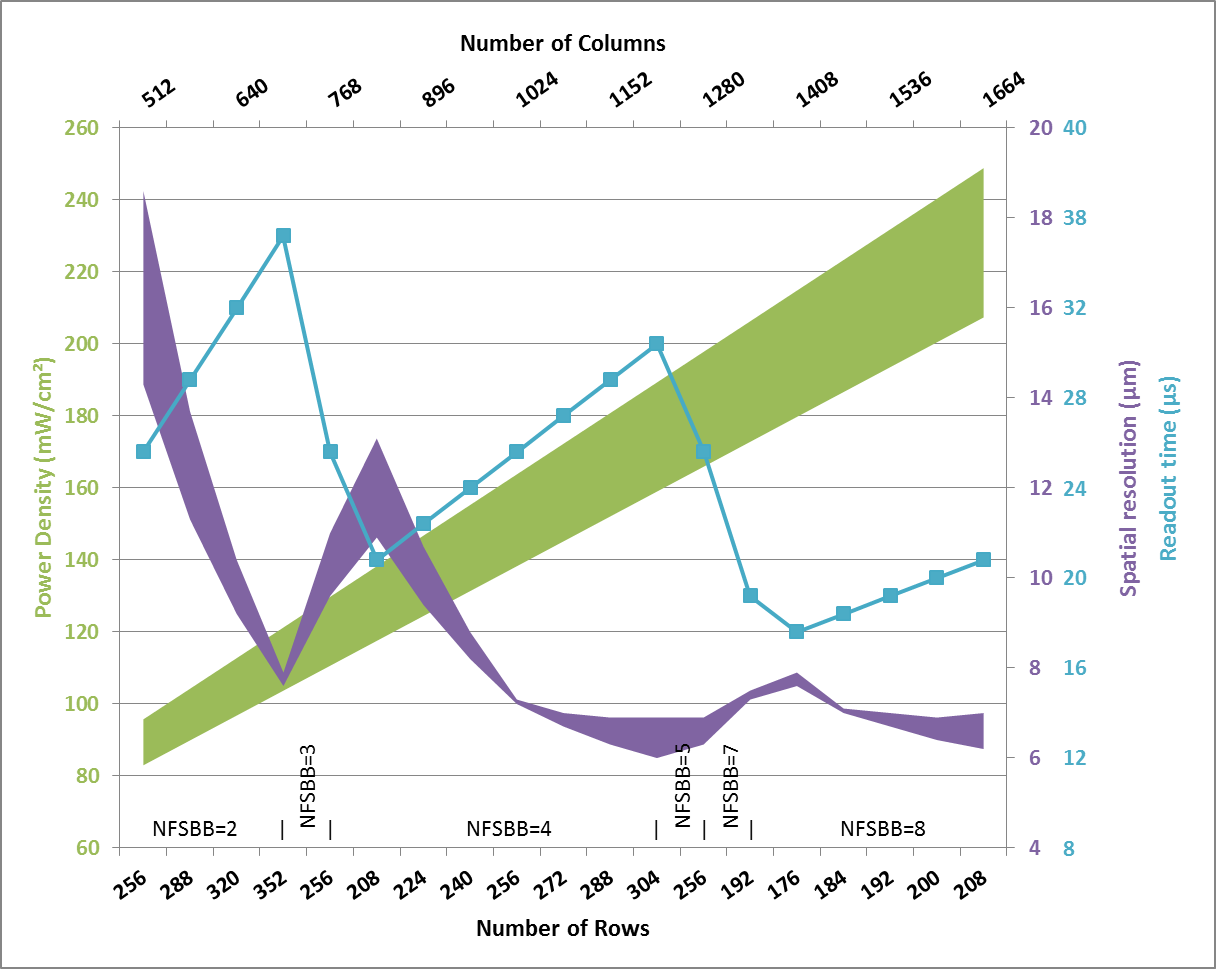 Number of Columns
512 640 768 896 1024 1152 1280 1408 1536 1664
260 20 40
240
18 38
220
16 32
200
14 28
180
160 12 24
140
10 20
120
8 16
100
6 12
80
60 4 8
Power Density (mW/cm²)
Spatial resolution (µm)
Readout time (µs)
NFSBB=2 | NFSBB=3 | NFSBB=4 | NFSBB=5 | NFSBB=7 | NFSBB=8
256 288 320 352 256 208 224 240 256 272 288 304 256 192 176 184 192 200 208
Number of Rows